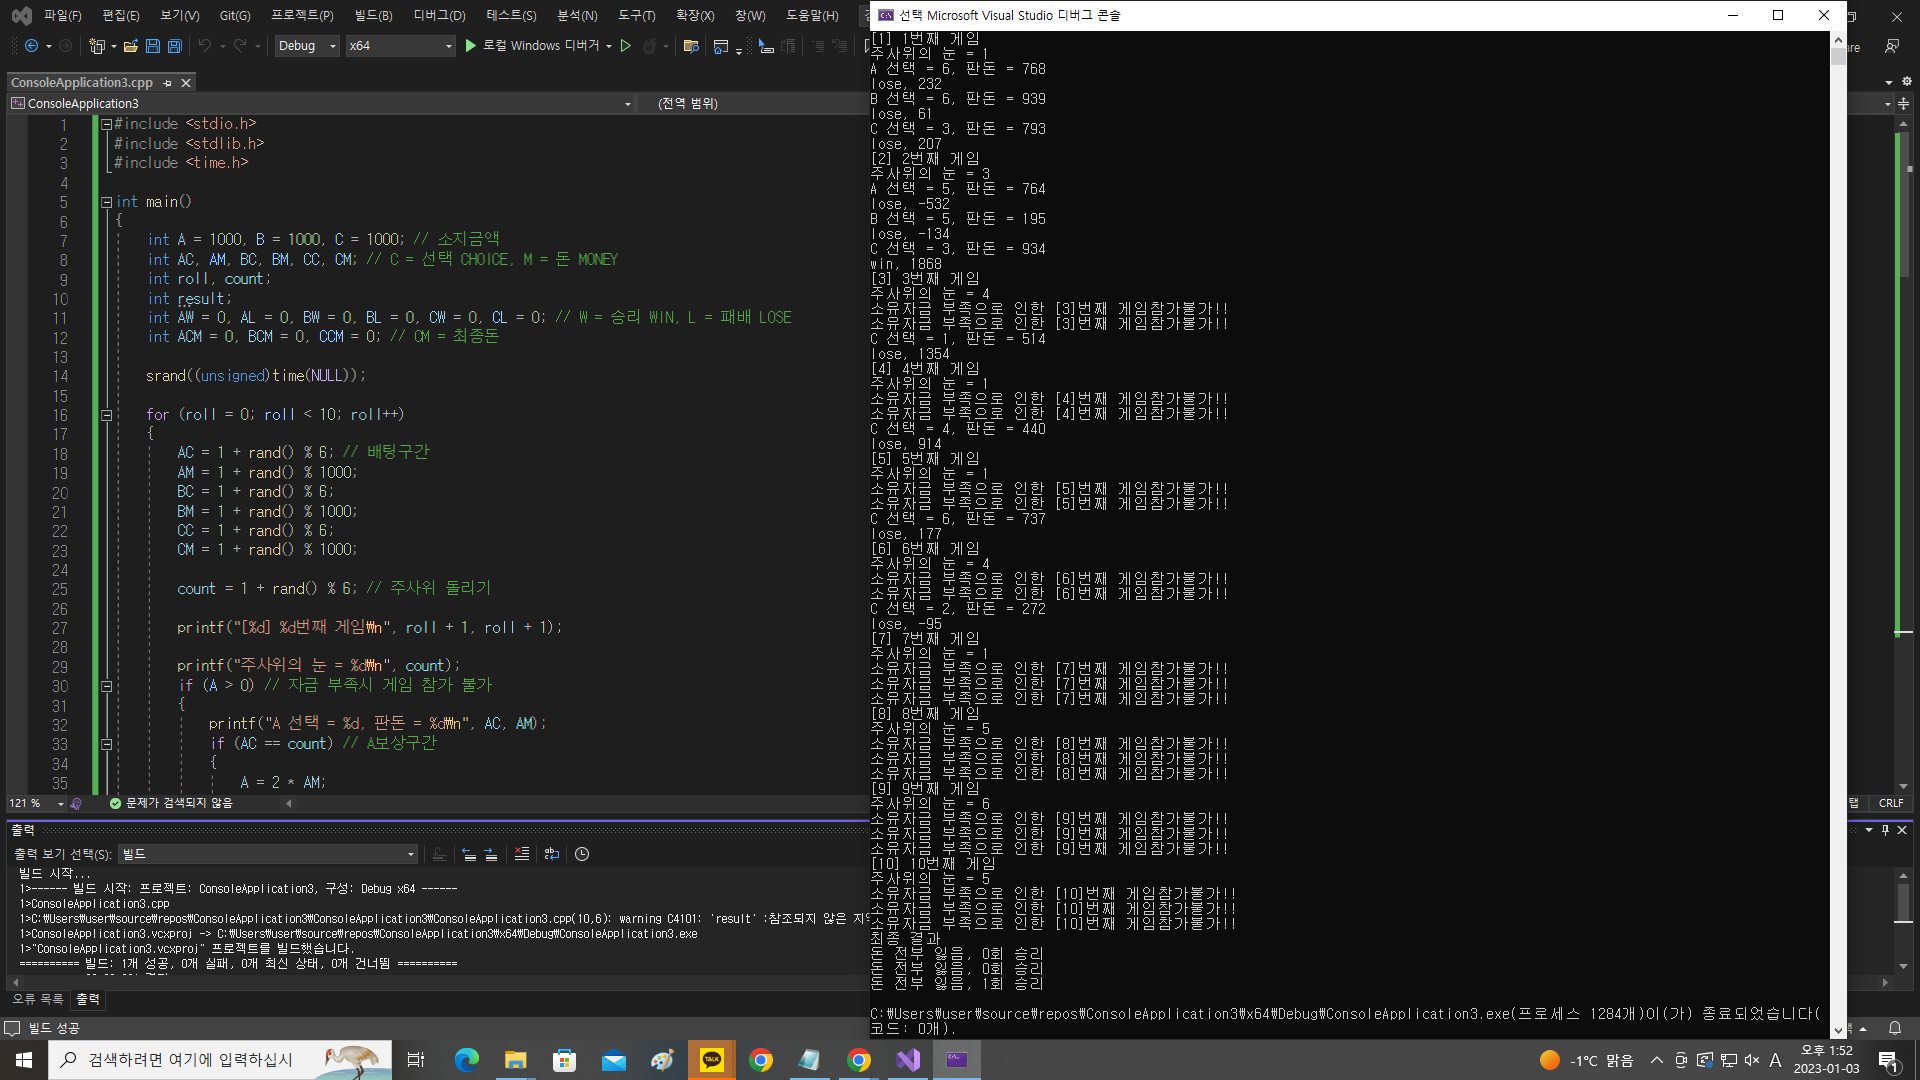 파일(F) 편집(E) 보기(V) Git(G) 프로젝트(P) 빌드(B) 디버그(D) 테스트(S) 분석(N) 도구(T) 확장(X) 창(W) 도움말(H)
Debug x64 로컬 Windows 디버거
ConsoleApplication3.cpp
ConsoleApplication3 (전역 범위)
1 #include <stdio.h>
2 #include <stdlib.h>
3 #include <time.h>
4
5 int main()
6 {
7 int A = 1000, B = 1000, C = 1000; // 소지금액
8 int AC, AM, BC, BM, CC, CM; // C = 선택 CHOICE, M = 돈 MONEY
9 int roll, count;
10 int result;
11 int AW = 0, AL = 0, BW = 0, BL = 0, CW = 0, CL = 0; // W = 승리 WIN, L = 패배 LOSE
12 int ACM = 0, BCM = 0, CCM = 0; // CM = 최종돈
13
14 srand((unsigned)time(NULL));
15
16 for (roll = 0; roll < 10; roll++)
17 {
18 AC = 1 + rand() % 6; // 배팅구간
19 AM = 1 + rand() % 1000;
20 BC = 1 + rand() % 6;
21 BM = 1 + rand() % 1000;
22 CC = 1 + rand() % 6;
23 CM = 1 + rand() % 1000;
24
25 count = 1 + rand() % 6; // 주사위 돌리기
26
27 printf("[%d] %d번째 게임₩n", roll + 1, roll + 1);
28
29 printf("주사위의 눈 = %d₩n", count);
30 if (A > 0) // 자금 부족시 게임 참가 불가
31 {
32 printf("A 선택 = %d, 판돈 = %d₩n", AC, AM);
33 if (AC == count) // A보상구간
34 {
35 A = 2 * AM;
121 % 문제가 검색되지 않음
탭 CRLF
출력
출력 보기 선택(S): 빌드
빌드 시작...
1>------ 빌드 시작: 프로젝트: ConsoleApplication3, 구성: Debug x64 ------
1>ConsoleApplication3.cpp
1>C:₩Users₩user₩source₩repos₩ConsoleApplication3₩ConsoleApplication3₩ConsoleApplication3.cpp(10,6): warning C4101: 'result' :참조되지 않은
1>ConsoleApplication3.vcxproj -> C:₩Users₩user₩source₩repos₩ConsoleApplication3₩x64₩Debug₩ConsoleApplication3.exe
1>"ConsoleApplication3.vcxproj" 프로젝트를 빌드했습니다.
========== 빌드: 1개 성공, 0개 실패, 0개 최신 상태, 0개 건너뜀 ==========
오류 목록 출력
빌드 성공
선택 Microsoft Visual Studio 디버그 콘솔
[1] 1번째 게임
주사위의 눈 = 1
A 선택 = 6, 판돈 = 768
lose, 232
B 선택 = 6, 판돈 = 939
lose, 61
C 선택 = 3, 판돈 = 793
lose, 207
[2] 2번째 게임
주사위의 눈 = 3
A 선택 = 5, 판돈 = 764
lose, -532
B 선택 = 5, 판돈 = 195
lose, -134
C 선택 = 3, 판돈 = 934
win, 1868
[3] 3번째 게임
주사위의 눈 = 4
소유자금 부족으로 인한 [3]번째 게임참가불가!!
소유자금 부족으로 인한 [3]번째 게임참가불가!!
C 선택 = 1, 판돈 = 514
lose, 1354
[4] 4번째 게임
주사위의 눈 = 1
소유자금 부족으로 인한 [4]번째 게임참가불가!!
소유자금 부족으로 인한 [4]번째 게임참가불가!!
C 선택 = 4, 판돈 = 440
lose, 914
[5] 5번째 게임
주사위의 눈 = 1
소유자금 부족으로 인한 [5]번째 게임참가불가!!
소유자금 부족으로 인한 [5]번째 게임참가불가!!
C 선택 = 6, 판돈 = 737
lose, 177
[6] 6번째 게임
주사위의 눈 = 4
소유자금 부족으로 인한 [6]번째 게임참가불가!!
소유자금 부족으로 인한 [6]번째 게임참가불가!!
C 선택 = 2, 판돈 = 272
lose, -95
[7] 7번째 게임
주사위의 눈 = 1
소유자금 부족으로 인한 [7]번째 게임참가불가!!
소유자금 부족으로 인한 [7]번째 게임참가불가!!
소유자금 부족으로 인한 [7]번째 게임참가불가!!
[8] 8번째 게임
주사위의 눈 = 5
소유자금 부족으로 인한 [8]번째 게임참가불가!!
소유자금 부족으로 인한 [8]번째 게임참가불가!!
소유자금 부족으로 인한 [8]번째 게임참가불가!!
[9] 9번째 게임
주사위의 눈 = 6
소유자금 부족으로 인한 [9]번째 게임참가불가!!
소유자금 부족으로 인한 [9]번째 게임참가불가!!
소유자금 부족으로 인한 [9]번째 게임참가불가!!
[10] 10번째 게임
주사위의 눈 = 5
소유자금 부족으로 인한 [10]번째 게임참가불가!!
소유자금 부족으로 인한 [10]번째 게임참가불가!!
소유자금 부족으로 인한 [10]번째 게임참가불가!!
최종 결과
돈 전부 잃음, 0회 승리
돈 전부 잃음, 0회 승리
돈 전부 잃음, 1회 승리
C:₩Users₩user₩source₩repos₩ConsoleApplication3₩x64₩Debug₩ConsoleApplication3.exe(프로세스 1284개)이(가) 종료되었습니다(
코드: 0개).
검색하려면 여기에 입력하십시
TALK
-1°C 맑음
A
오후 1:52
2023-01-03
1